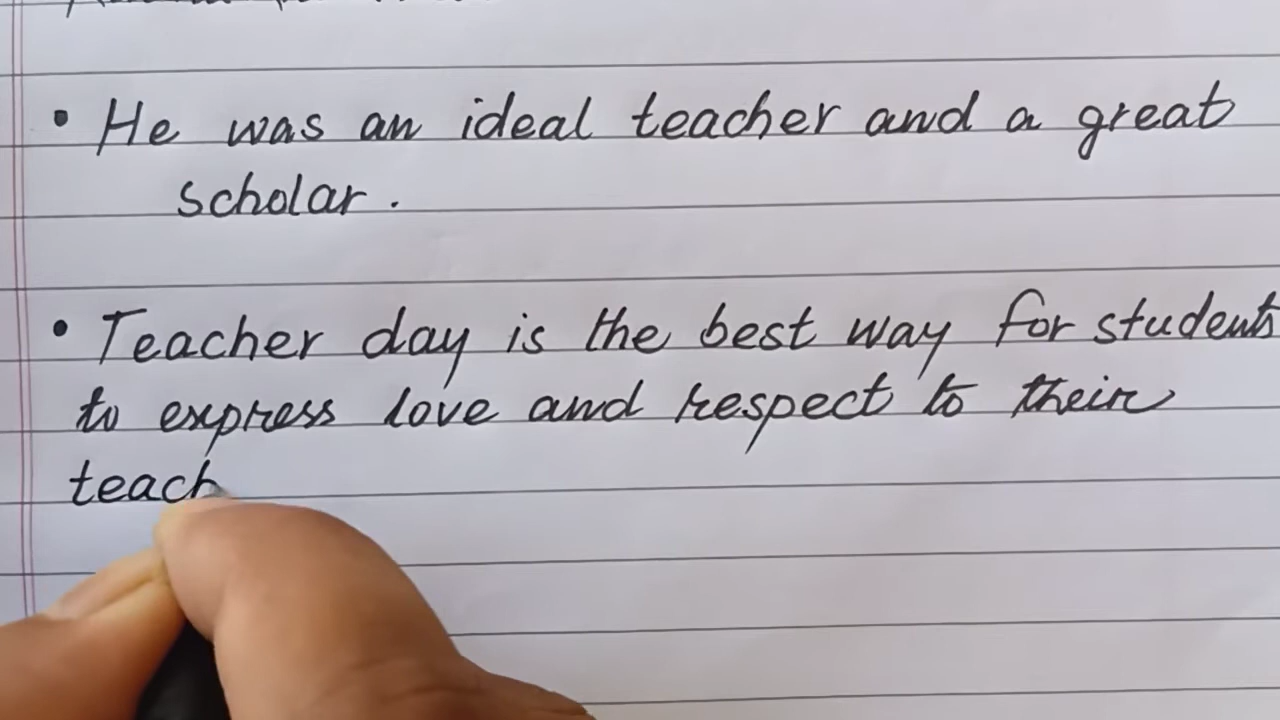 • He was an ideal teacher and a great
scholar.
• Teacher day is the best way for students
to express love and respect to their
teach